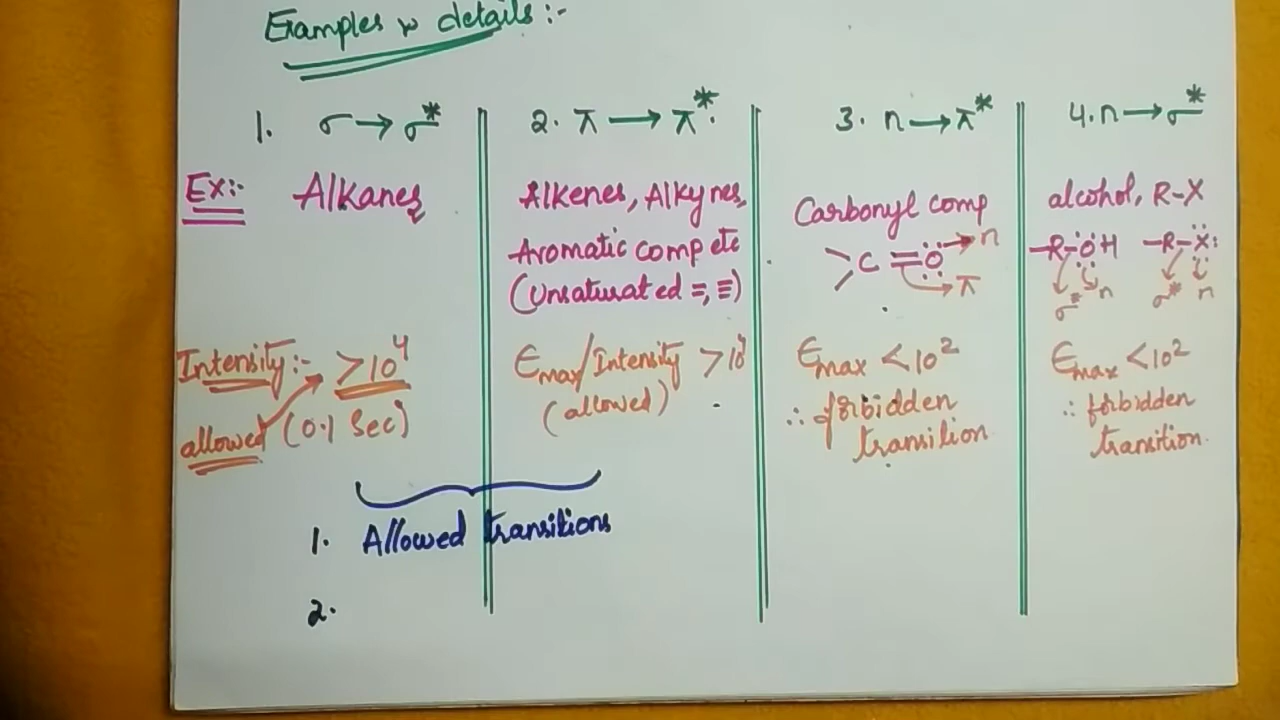 Examples & details:-
1. σ → σ*
Ex:- Alkanes
Intensity:- >10⁴
allowed (0.1 Sec)
2. π → π*
Alkenes, Alkynes,
Aromatic comp etc
(Unsaturated =, ≡)
Emax/Intensity >10⁴
(allowed)
3. n → π*
Carbonyl comp
>C=Ö: → n
π
Emax <10²
∴ forbidden
transition
4. n → σ*
alcohol, R-X
-R-ÖH -R-Ẍ:
σ* n σ* n
Emax <10²
∴ forbidden
transition.
1. Allowed transitions
2.